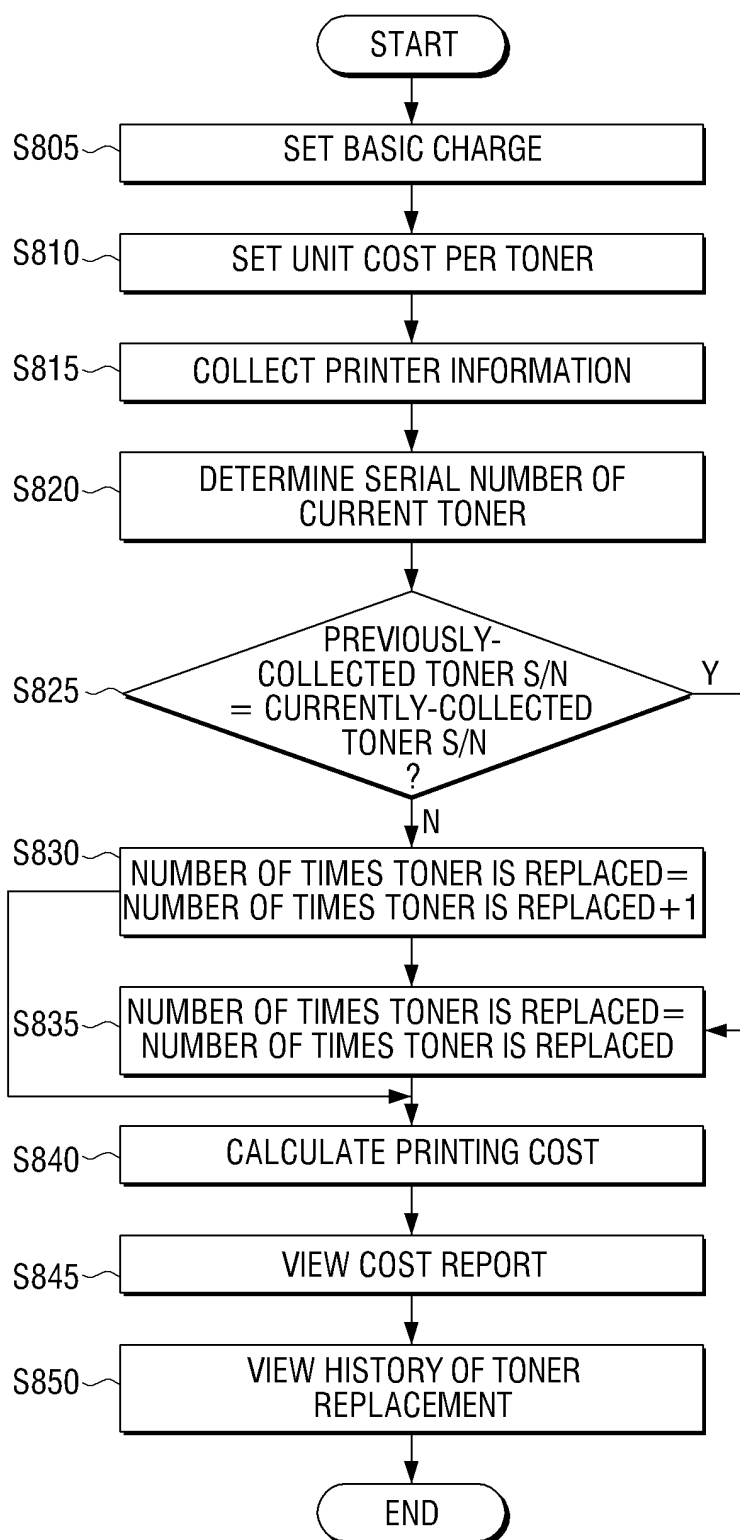 START
S805
SET BASIC CHARGE
S810
SET UNIT COST PER TONER
S815
COLLECT PRINTER INFORMATION
S820
DETERMINE SERIAL NUMBER OF
CURRENT TONER
S825
PREVIOUSLY-
COLLECTED TONER S/N
= CURRENTLY-COLLECTED
TONER S/N
?
Y
N
S830
NUMBER OF TIMES TONER IS REPLACED=
NUMBER OF TIMES TONER IS REPLACED+1
S835
NUMBER OF TIMES TONER IS REPLACED=
NUMBER OF TIMES TONER IS REPLACED
S840
CALCULATE PRINTING COST
S845
VIEW COST REPORT
S850
VIEW HISTORY OF TONER
REPLACEMENT
END